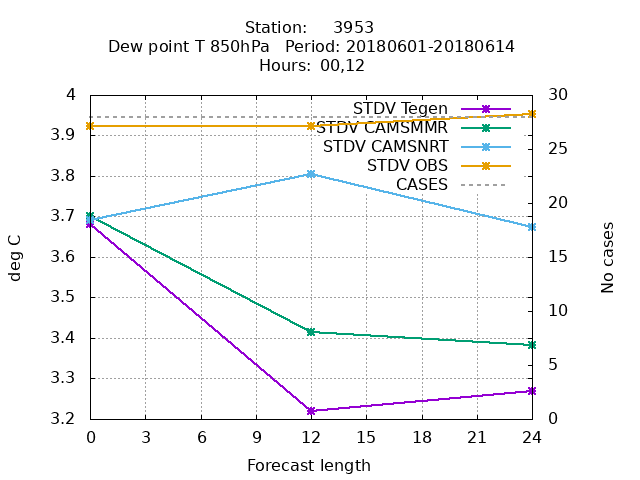 Station: 3953
Dew point T 850hPa Period: 20180601-20180614
Hours: 00,12
4
3.9
3.8
3.7
3.6
3.5
3.4
3.3
3.2
deg C
STDV Tegen
STDV CAMSMMR
STDV CAMSNRT
STDV OBS
CASES
30
25
20
15
10
5
0
No cases
0 3 6 9 12 15 18 21 24
Forecast length